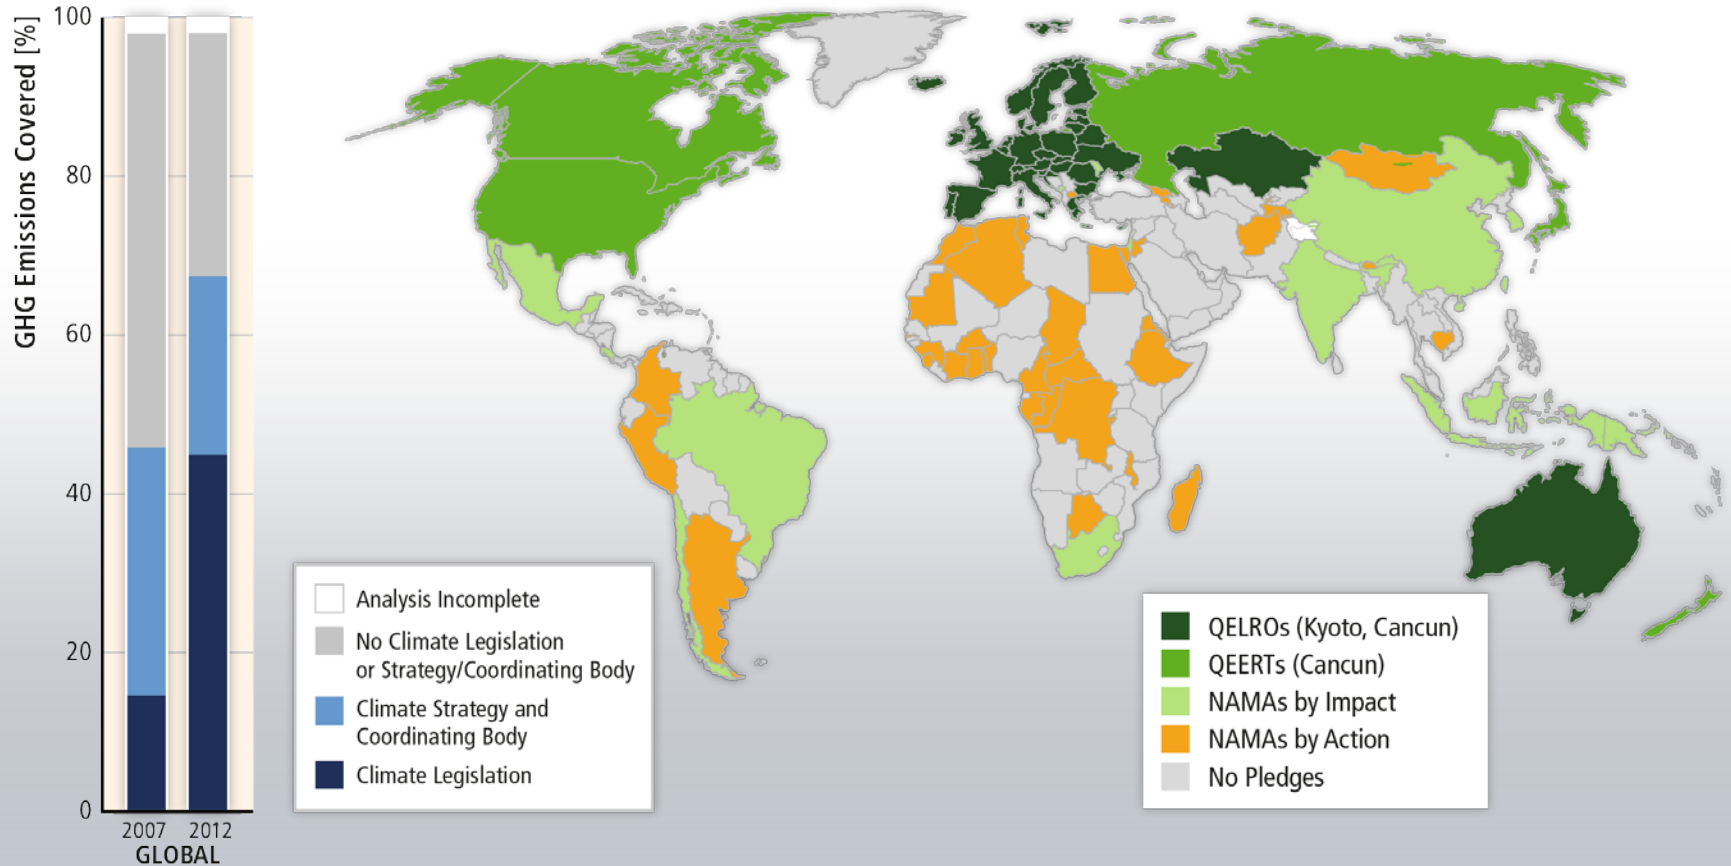 GHG Emissions Covered [%]
100
80
60
40
20
0
2007 2012
GLOBAL
Analysis Incomplete
No Climate Legislation
or Strategy/Coordinating Body
Climate Strategy and
Coordinating Body
Climate Legislation
QELROs (Kyoto, Cancun)
QEERTs (Cancun)
NAMAs by Impact
NAMAs by Action
No Pledges